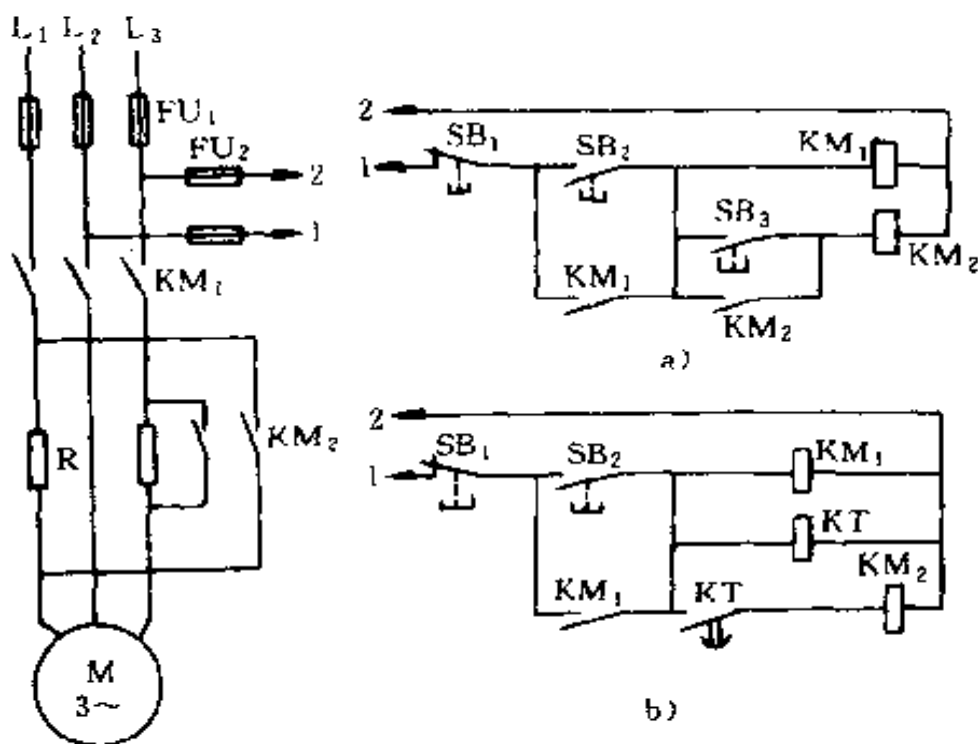 L₁ L₂ L₃
FU₁
FU₂
2
1
KM₁
R
KM₂
M
3～
2
1
SB₁
SB₂
KM₁
SB₃
KM₂
KM₁
KM₂
a)
2
1
SB₁
SB₂
KM₁
KT
KM₂
KM₁
KT
b)